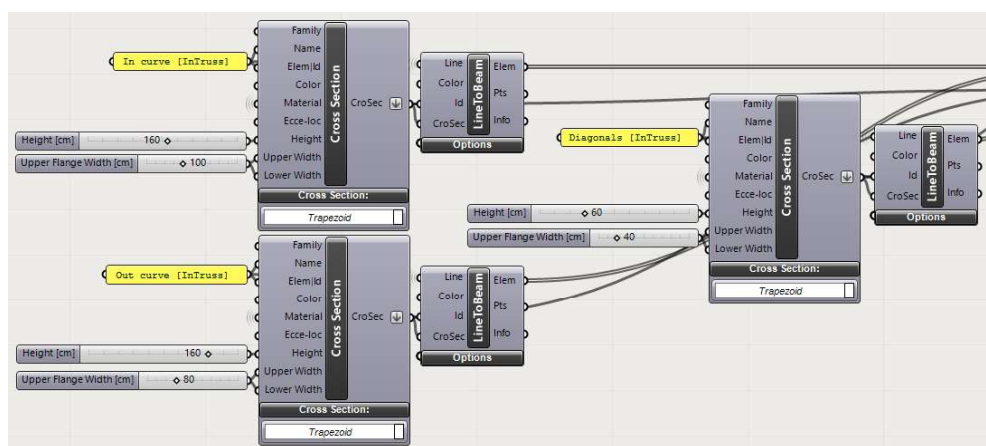 Family
Name
Elem|Id
Color
Material
Ecce-loc
Height
Upper Width
Lower Width
Cross Section
CroSec
Cross Section:
Trapezoid
In curve [InTruss]
Height [cm] 160
Upper Flange Width [cm] 100
Line
Color
Id
CroSec
LineToBeam
Elem
Pts
Info
Options
Family
Name
Elem|Id
Color
Material
Ecce-loc
Height
Upper Width
Lower Width
Cross Section
CroSec
Cross Section:
Trapezoid
Out curve [InTruss]
Height [cm] 160
Upper Flange Width [cm] 80
Line
Color
Id
CroSec
LineToBeam
Elem
Pts
Info
Options
Family
Name
Elem|Id
Color
Material
Ecce-loc
Height
Upper Width
Lower Width
Cross Section
CroSec
Cross Section:
Trapezoid
Diagonals [InTruss]
Height [cm] 60
Upper Flange Width [cm] 40
Line
Color
Id
CroSec
LineToBeam
Elem
Pts
Info
Options